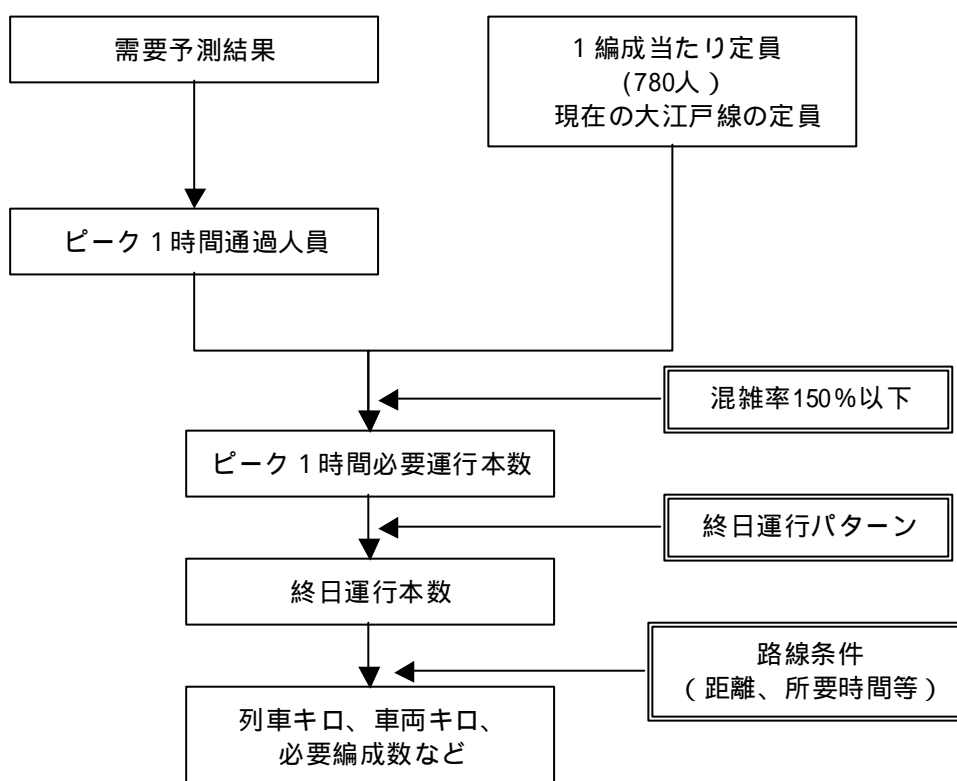 需要予測結果
1編成当たり定員
(780人)
現在の大江戸線の定員
ピーク1時間通過人員
混雑率150%以下
ピーク1時間必要運行本数
終日運行パターン
終日運行本数
路線条件
(距離、所要時間等)
列車キロ、車両キロ、
必要編成数など